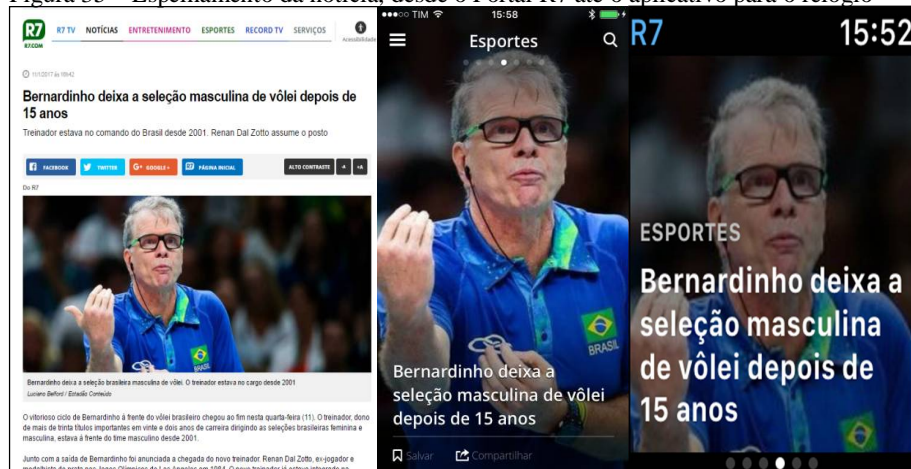 Figura 33 – Espelhamento da notícia, desde o Portal R7 até o aplicativo para o relógio
R7
R7.COM
R7 TV NOTÍCIAS ENTRETENIMENTO ESPORTES RECORD TV SERVIÇOS
Acessibilidade
11/1/2017 às
Bernardinho deixa a seleção masculina de vôlei depois de
15 anos
Treinador estava no comando do Brasil desde 2001. Renan Dal Zotto assume o posto
FACEBOOK TWITTER G+ GOOGLE+ R7 PÁGINA INICIAL ALTO CONTRASTE
Do R7
Bernardinho deixa a seleção brasileira masculina de vôlei. O treinador estava no cargo desde 2001
Luciano Belford / Estadão Conteúdo
O vitorioso ciclo de Bernardinho à frente do vôlei brasileiro chegou ao fim nesta quarta-feira (11). O treinador, dono
de mais de trinta títulos importantes em vinte e dois anos de carreira dirigindo as seleções brasileiras feminina e
masculina, estava à frente do time masculino desde 2001.
Junto com a saída de Bernardinho foi anunciada a chegada do novo treinador: Renan Dal Zotto, ex-jogador e
TIM 15:58
Esportes
BRASIL
Bernardinho deixa a
seleção masculina de vôlei
depois de 15 anos
Salvar Compartilhar
R7 15:52
ESPORTES
Bernardinho deixa a
seleção masculina
de vôlei depois de
15 anos